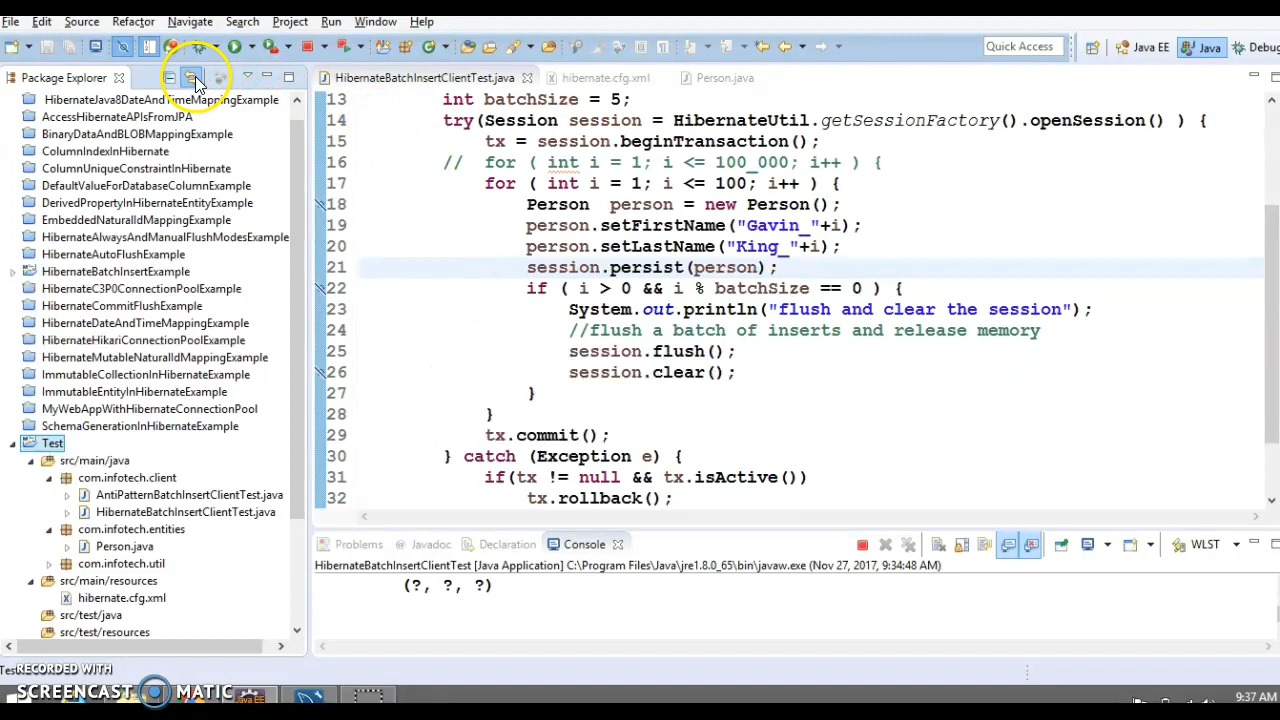 File Edit Source Refactor Navigate Search Project Run Window Help
Quick Access Java EE Java Debug
Package Explorer
HibernateJava8DateAndTimeMappingExample
AccessHibernateAPIsFromJPA
BinaryDataAndBLOBMappingExample
ColumnIndexInHibernate
ColumnUniqueConstraintInHibernate
DefaultValueForDatabaseColumnExample
DerivedPropertyInHibernateEntityExample
EmbeddedNaturalIdMappingExample
HibernateAlwaysAndManualFlushModesExample
HibernateAutoFlushExample
HibernateBatchInsertExample
HibernateC3P0ConnectionPoolExample
HibernateCommitFlushExample
HibernateDateAndTimeMappingExample
HibernateHikariConnectionPoolExample
HibernateMutableNaturalIdMappingExample
ImmutableCollectionInHibernateExample
ImmutableEntityInHibernateExample
MyWebAppWithHibernateConnectionPool
SchemaGenerationInHibernateExample
Test
src/main/java
com.infotech.client
AntiPatternBatchInsertClientTest.java
HibernateBatchInsertClientTest.java
com.infotech.entities
Person.java
com.infotech.util
src/main/resources
hibernate.cfg.xml
src/test/java
src/test/resources
HibernateBatchInsertClientTest.java hibernate.cfg.xml Person.java
13 int batchSize = 5;
14 try(Session session = HibernateUtil.getSessionFactory().openSession() ) {
15 tx = session.beginTransaction();
16 // for ( int i = 1; i <= 100_000; i++ ) {
17 for ( int i = 1; i <= 100; i++ ) {
18 Person person = new Person();
19 person.setFirstName("Gavin_"+i);
20 person.setLastName("King_"+i);
21 session.persist(person);
22 if ( i > 0 && i % batchSize == 0 ) {
23 System.out.println("flush and clear the session");
24 //flush a batch of inserts and release memory
25 session.flush();
26 session.clear();
27 }
28 }
29 tx.commit();
30 } catch (Exception e) {
31 if(tx != null && tx.isActive())
32 tx.rollback();
Problems Javadoc Declaration Console WLST
HibernateBatchInsertClientTest [Java Application] C:\Program Files\Java\jre1.8.0_65\bin\javaw.exe (Nov 27, 2017, 9:34:48 AM)
(?, ?, ?)
RECORDED WITH
SCREENCAST MATIC
9:37 AM